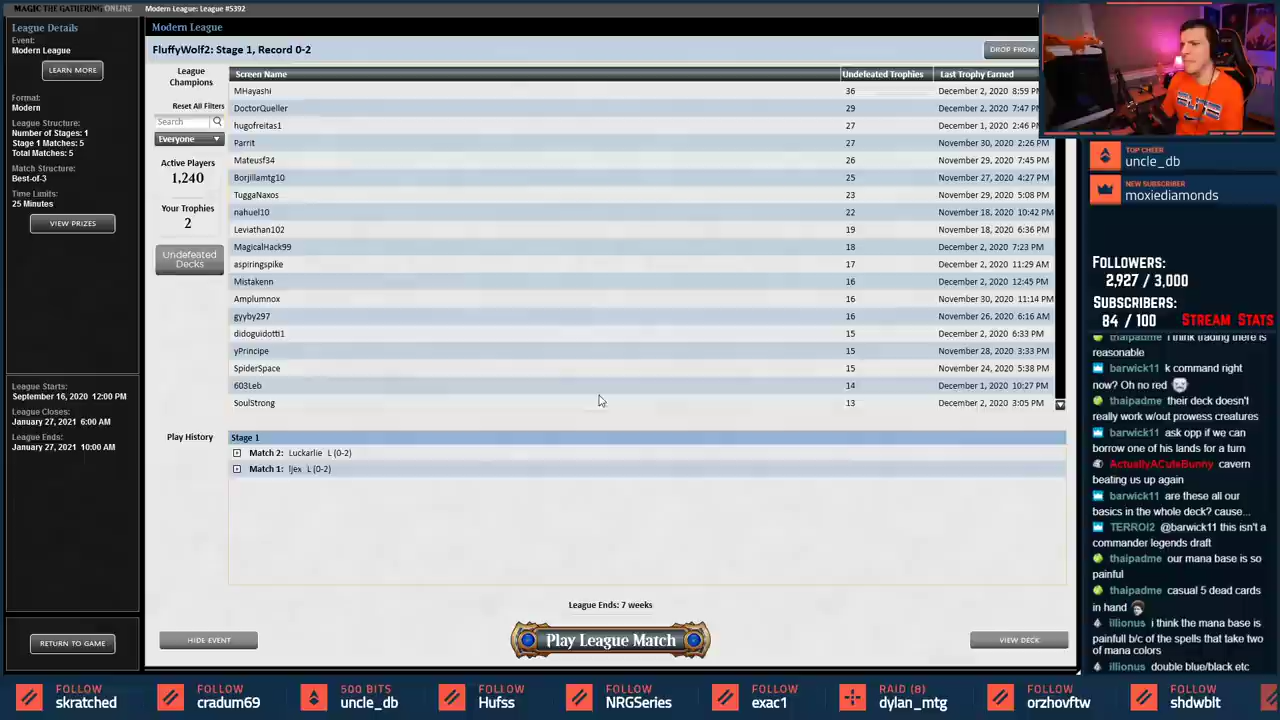 MAGIC THE GATHERING ONLINE
Modern League: League #5392
League Details
Event:
Modern League
LEARN MORE
Format:
Modern
League Structure:
Number of Stages: 1
Stage 1 Matches: 5
Total Matches: 5
Match Structure:
Best-of-3
Time Limits:
25 Minutes
VIEW PRIZES
League Starts:
September 16, 2020 12:00 PM
League Closes:
January 27, 2021 6:00 AM
League Ends:
January 27, 2021 10:00 AM
RETURN TO GAME
Modern League
FluffyWolf2: Stage 1, Record 0-2
DROP FROM
League
Champions
Reset All Filters
Search
Everyone
Active Players
1,240
Your Trophies
2
Undefeated
Decks
Screen Name Undefeated Trophies Last Trophy Earned
MHayashi 36 December 2, 2020 8:59 PM
DoctorQueller 29 December 2, 2020 7:47 PM
hugofreitas1 27 December 1, 2020 2:46 PM
Parrit 27 November 30, 2020 2:26 PM
Mateusf34 26 November 29, 2020 7:45 PM
Borjillamtg10 25 November 27, 2020 4:27 PM
TuggaNaxos 23 November 29, 2020 5:08 PM
nahuel10 22 November 18, 2020 10:42 PM
Leviathan102 19 November 18, 2020 6:36 PM
MagicalHack99 18 December 2, 2020 7:23 PM
aspiringspike 17 December 2, 2020 11:29 AM
Mistakenn 16 December 2, 2020 12:45 PM
Amplumnox 16 November 30, 2020 11:14 PM
gyyby297 16 November 26, 2020 6:16 AM
didoguidotti1 15 December 2, 2020 6:33 PM
yPrincipe 15 November 28, 2020 3:33 PM
SpiderSpace 15 November 24, 2020 5:38 PM
603Leb 14 December 1, 2020 10:27 PM
SoulStrong 13 December 2, 2020 3:05 PM
Play History
Stage 1
Match 2: Luckarlie L (0-2)
Match 1: ljex L (0-2)
League Ends: 7 weeks
HIDE EVENT
Play League Match
VIEW DECK
TOP CHEER
uncle_db
NEW SUBSCRIBER
moxiediamonds
FOLLOWERS:
2,927 / 3,000
SUBSCRIBERS:
84 / 100 STREAM STATS
thaipadme i think trading there is
reasonable
barwick11 k command right
now? Oh no red
thaipadme their deck doesn't
really work w/out prowess creatures
barwick11 ask opp if we can
borrow one of his lands for a turn
ActuallyACuteBunny cavern
beating us up again
barwick11 are these all our
basics in the whole deck? cause...
TERROI2 @barwick11 this isn't a
commander legends draft
thaipadme our mana base is so
painful
thaipadme casual 5 dead cards
in hand
illionus i think the mana base is
painfull b/c of the spells that take two
of mana colors
illionus double blue/black etc
FOLLOW
skratched
FOLLOW
cradum69
500 BITS
uncle_db
FOLLOW
Hufss
FOLLOW
NRGSeries
FOLLOW
exac1
RAID (8)
dylan_mtg
FOLLOW
orzhovftw
FOLLOW
shdwblt